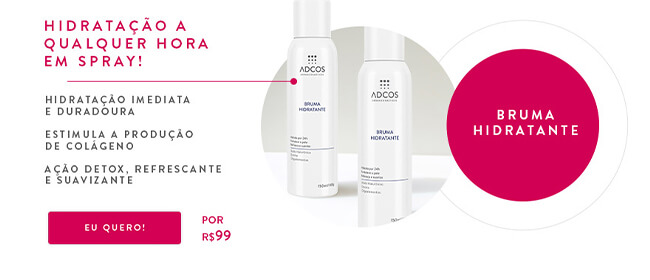 HIDRATAÇÃO A
QUALQUER HORA
EM SPRAY!
HIDRATAÇÃO IMEDIATA
E DURADOURA
ESTIMULA A PRODUÇÃO
DE COLÁGENO
AÇÃO DETOX, REFRESCANTE
E SUAVIZANTE
EU QUERO!
POR
R$99
ADCOS
BRUMA
HIDRATANTE
ADCOS
BRUMA
HIDRATANTE
BRUMA
HIDRATANTE